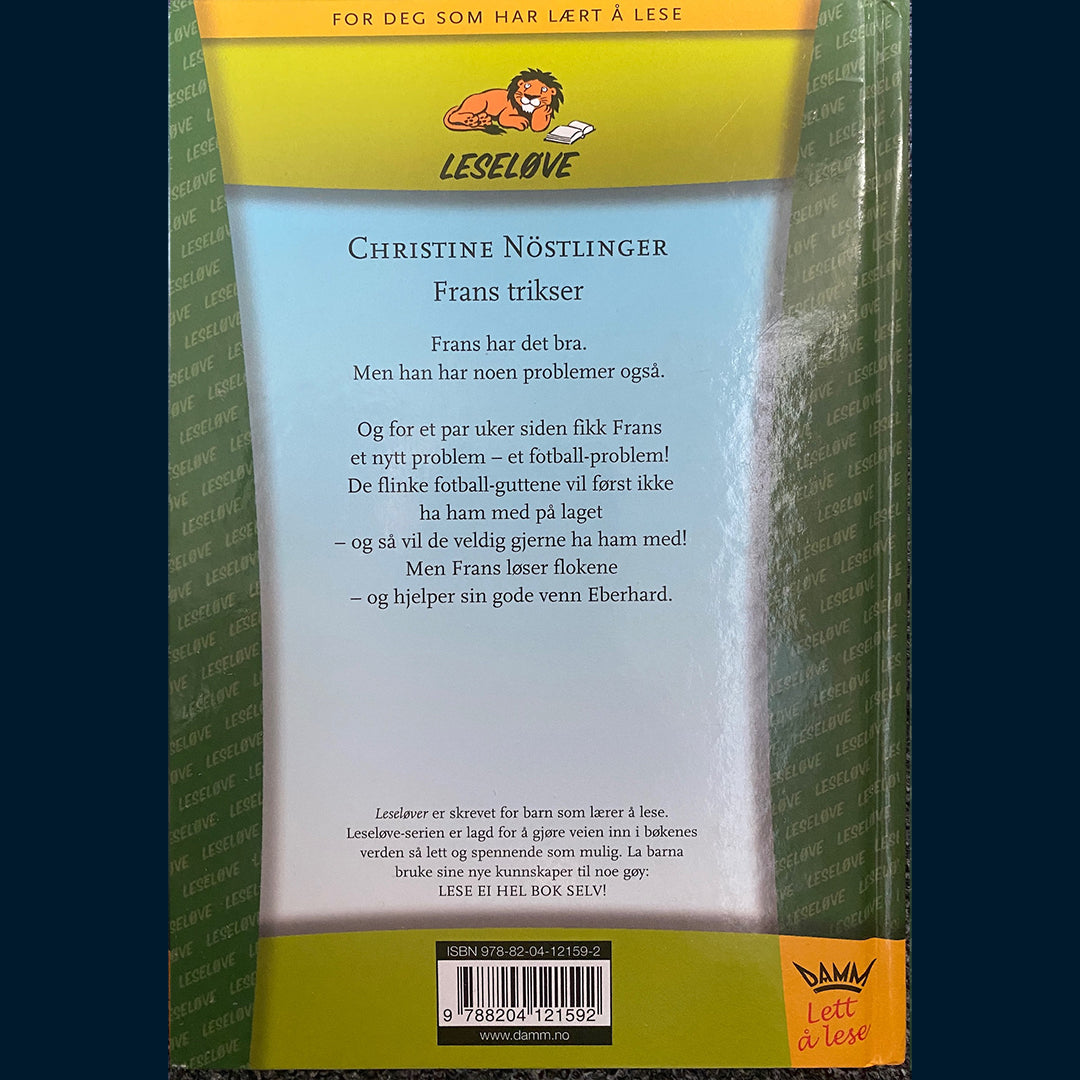 FOR DEG SOM HAR LÆRT Å LESE
LESELØVE
CHRISTINE NÖSTLINGER
Frans trikser
Frans har det bra.
Men han har noen problemer også.
Og for et par uker siden fikk Frans
et nytt problem – et fotball-problem!
De flinke fotball-guttene vil først ikke
ha ham med på laget
– og så vil de veldig gjerne ha ham med!
Men Frans løser flokene
– og hjelper sin gode venn Eberhard.
Leseløver er skrevet for barn som lærer å lese.
Leseløve-serien er lagd for å gjøre veien inn i bøkenes
verden så lett og spennende som mulig. La barna
bruke sine nye kunnskaper til noe gøy:
LESE EI HEL BOK SELV!
ISBN 978-82-04-12159-2
9 788204 121592
www.damm.no
DAMM
Lett
å lese